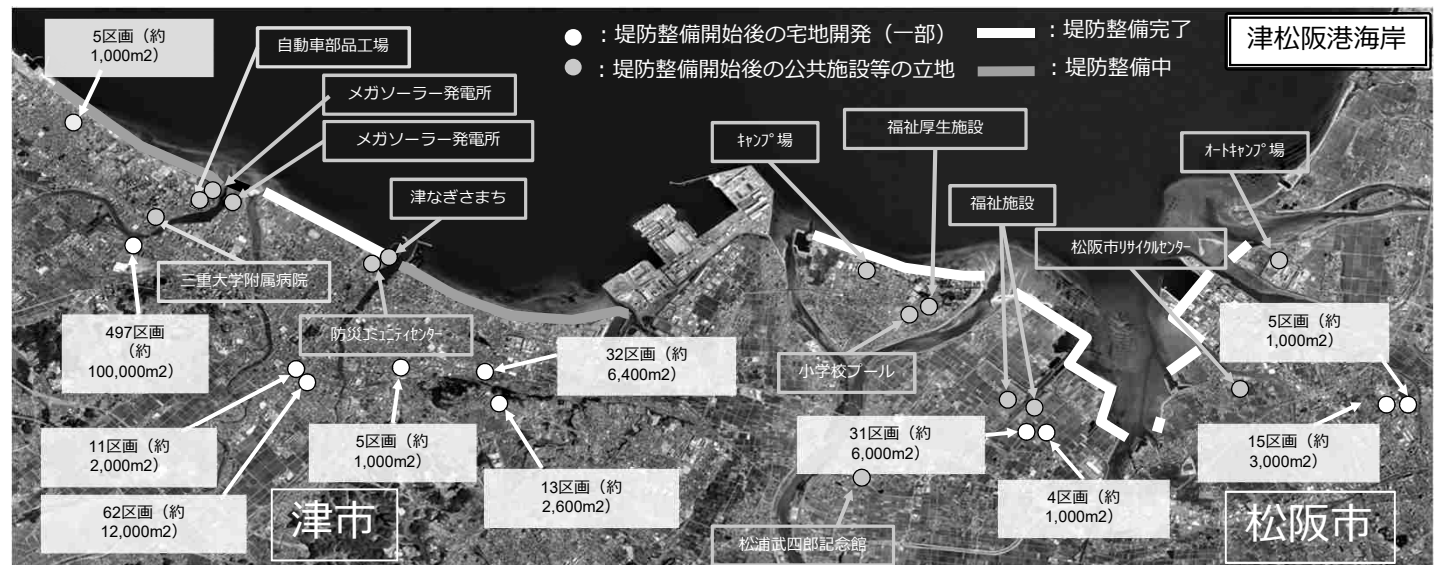 5区画（約
1,000m2）
自動車部品工場
メガソーラー発電所
メガソーラー発電所
津なぎさまち
：堤防整備開始後の宅地開発（一部）
：堤防整備完了
：堤防整備開始後の公共施設等の立地
：堤防整備中
津松阪港海岸
ｷｬﾝﾌﾟ場
福祉厚生施設
福祉施設
ｵｰﾄｷｬﾝﾌﾟ場
松阪市ﾘｻｲｸﾙｾﾝﾀｰ
三重大学附属病院
防災ｺﾐｭﾆﾃｨｾﾝﾀｰ
小学校プール
497区画
（約
100,000m2）
32区画（約
6,400m2）
5区画（約
1,000m2）
11区画（約
2,000m2）
5区画（約
1,000m2）
31区画（約
6,000m2）
15区画（約
3,000m2）
62区画（約
12,000m2）
津市
13区画（約
2,600m2）
4区画（約
1,000m2）
松阪市
松浦武四郎記念館